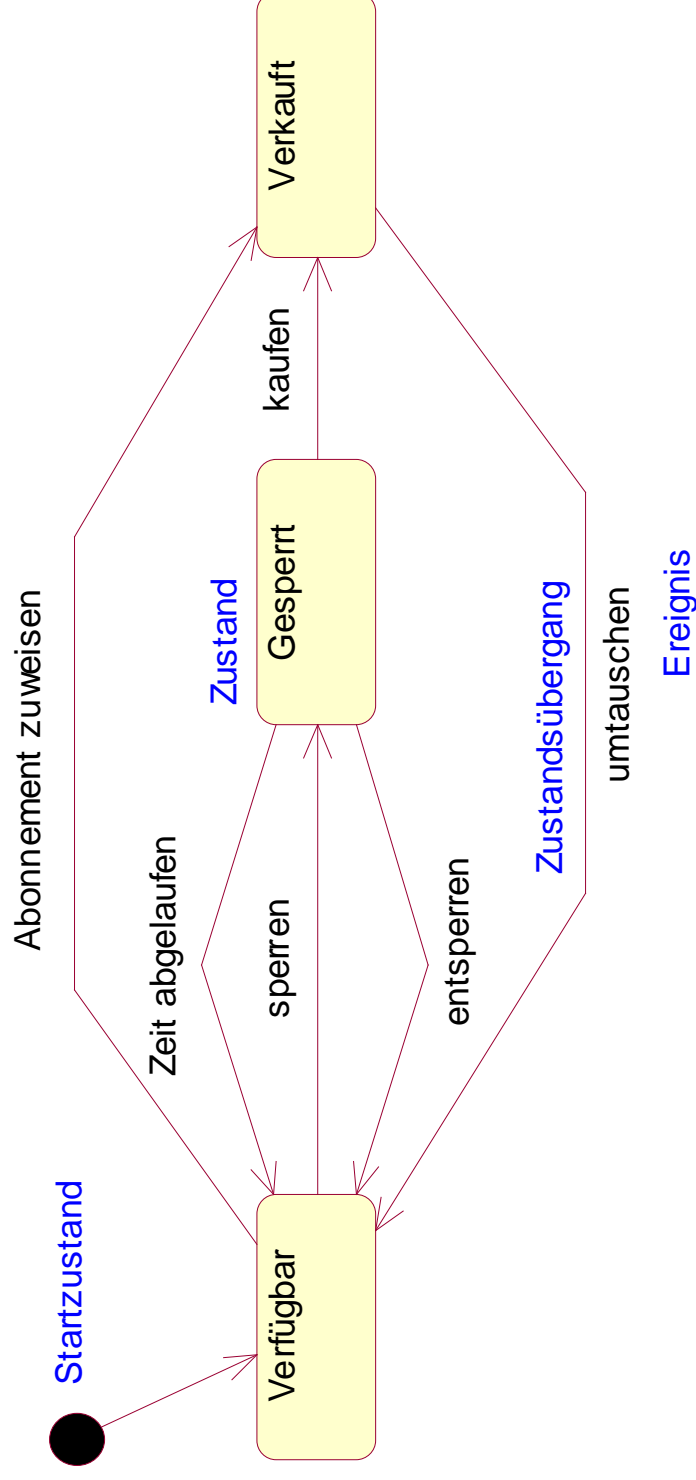 Startzustand
Abonnement zuweisen
Zeit abgelaufen
Zustand
sperren
kaufen
Verfügbar
Gesperrt
Verkauft
entsperren
Zustandsübergang
umtauschen
Ereignis